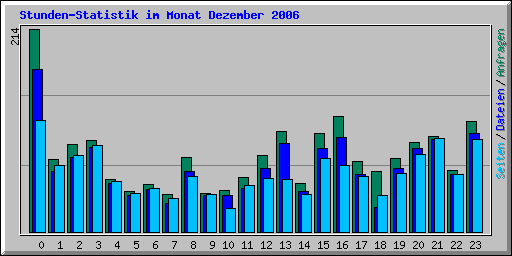 Stunden-Statistik im Monat Dezember 2006
214
Seiten / Dateien / Anfragen
0 1 2 3 4 5 6 7 8 9 10 11 12 13 14 15 16 17 18 19 20 21 22 23